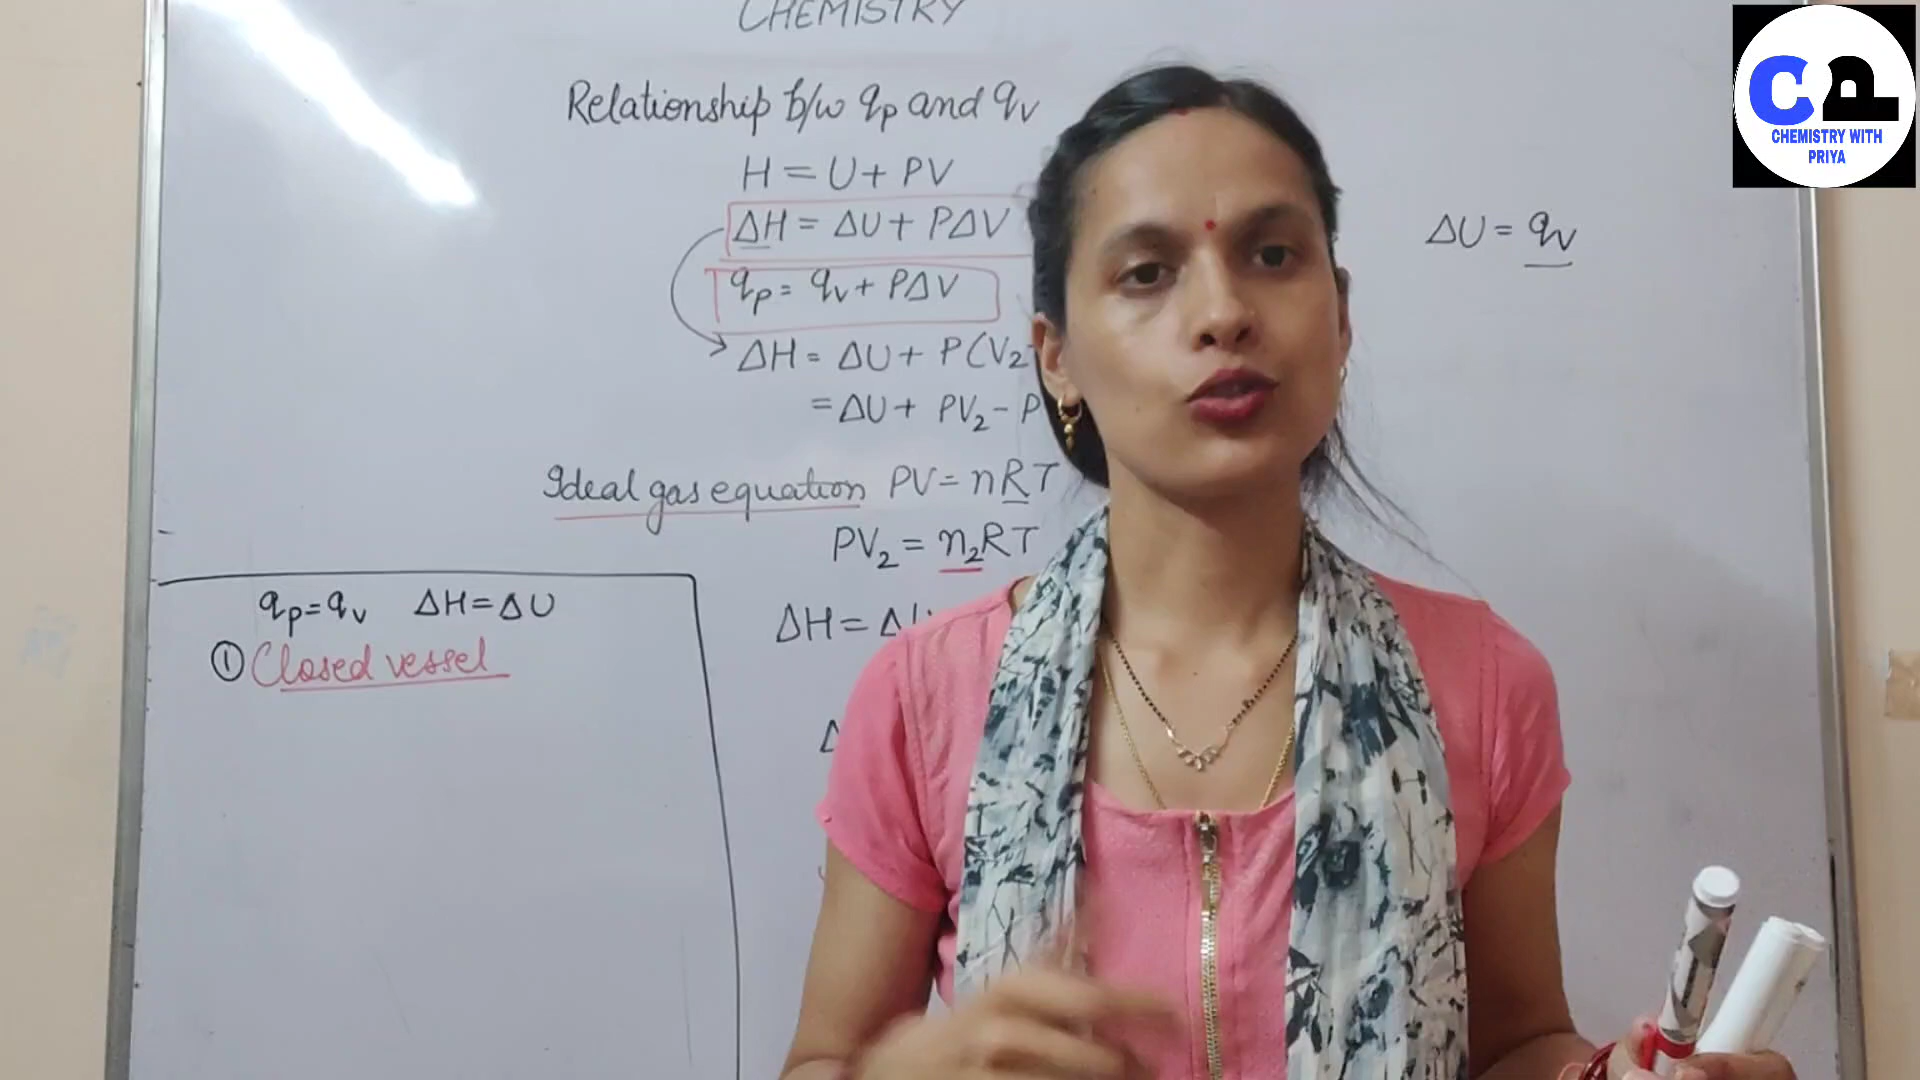 CHEMISTRY
Relationship b/w qp and qv
H = U + PV
ΔH = ΔU + PΔV
qp = qv + PΔV
ΔH = ΔU + P(V₂
= ΔU + PV₂ - P
Ideal gas equation PV = nRT
PV₂ = n₂RT
ΔH = Δ
Δ
ΔU = qv
qp = qv ΔH = ΔU
① Closed vessel
CP
CHEMISTRY WITH
PRIYA